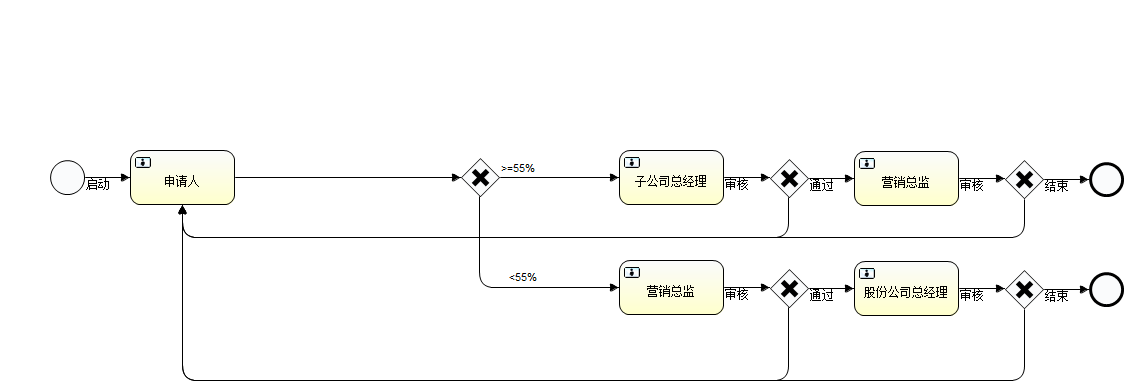 启动
申请人
>=55%
子公司总经理
审核
通过
营销总监
审核
结束
<55%
营销总监
审核
通过
股份公司总经理
审核
结束